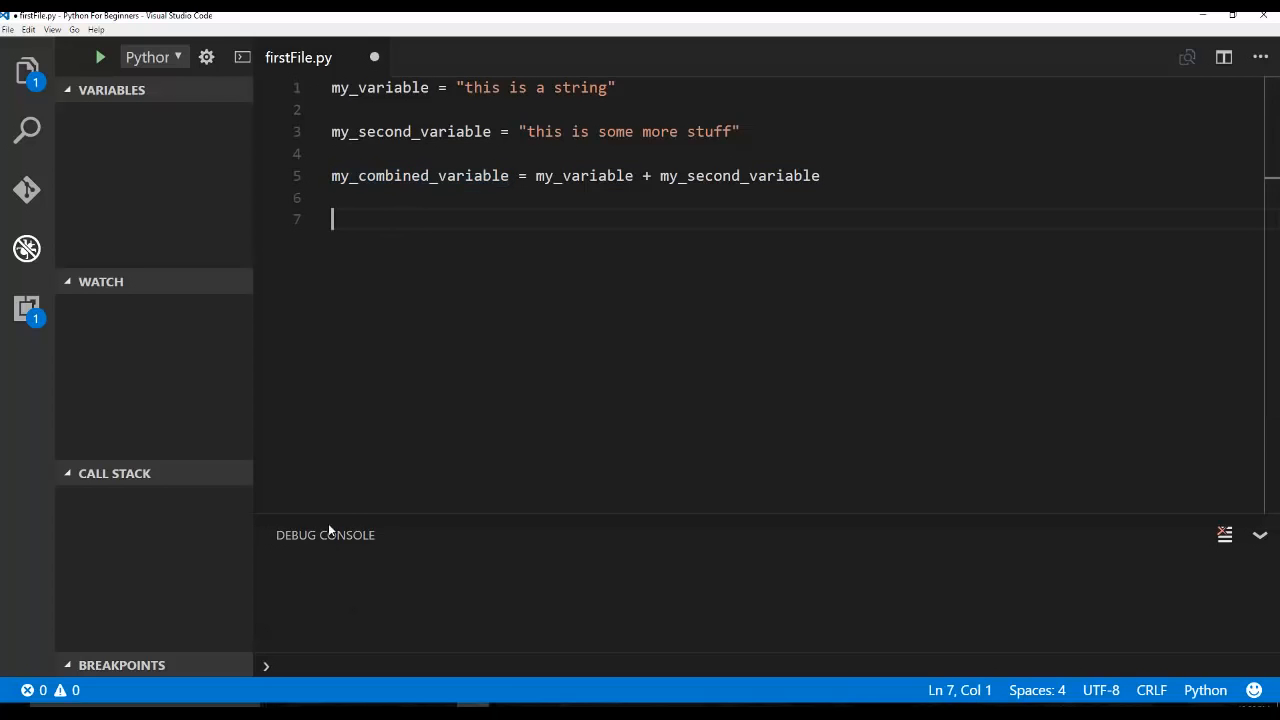 ● firstFile.py - Python For Beginners - Visual Studio Code
File Edit View Go Help
Python firstFile.py
VARIABLES
1 my_variable = "this is a string"
2
3 my_second_variable = "this is some more stuff"
4
5 my_combined_variable = my_variable + my_second_variable
6
7
1
WATCH
1
CALL STACK
DEBUG CONSOLE
BREAKPOINTS
0 0 Ln 7, Col 1 Spaces: 4 UTF-8 CRLF Python